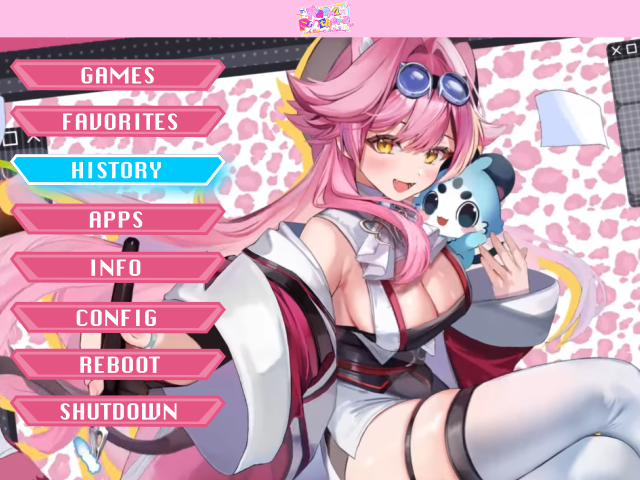 GAMES
FAVORITES
HISTORY
APPS
INFO
CONFIG
REBOOT
SHUTDOWN